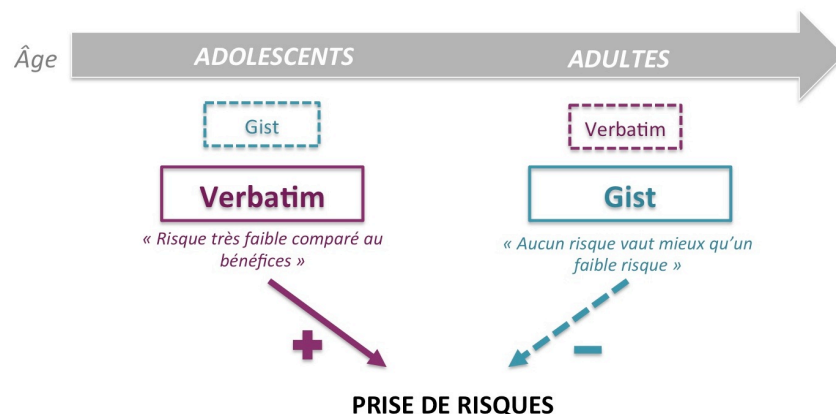 Âge
ADOLESCENTS
ADULTES
Gist
Verbatim
Verbatim
Gist
« Risque très faible comparé au
bénéfices »
« Aucun risque vaut mieux qu'un
faible risque »
+
–
PRISE DE RISQUES